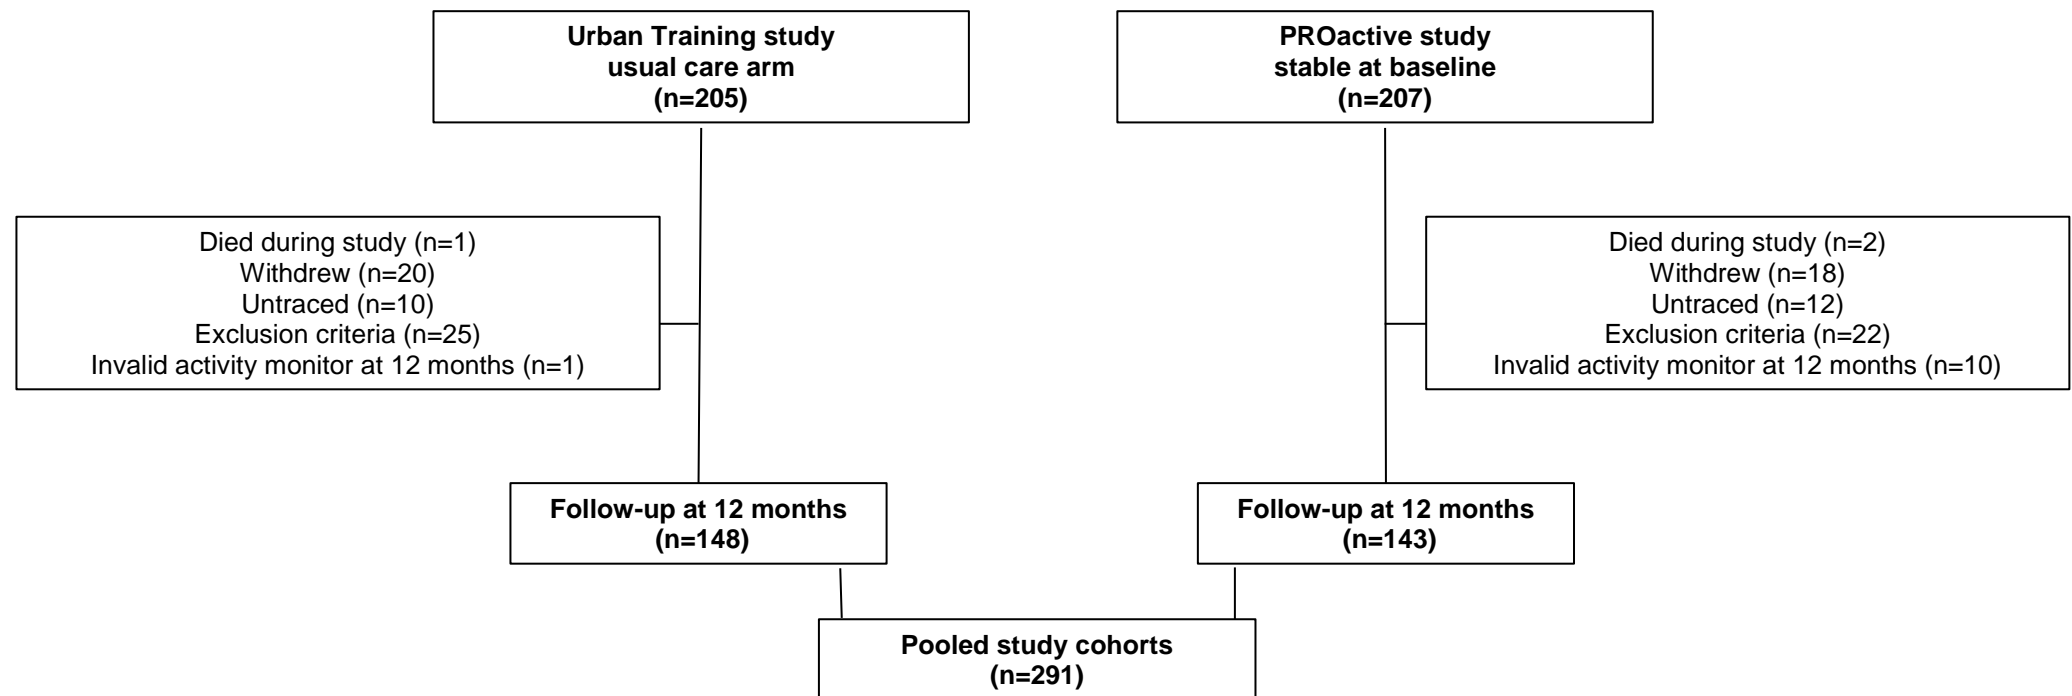 Urban Training study
usual care arm
(n=205)
PROactive study
stable at baseline
(n=207)
Died during study (n=1)
Withdrew (n=20)
Untraced (n=10)
Exclusion criteria (n=25)
Invalid activity monitor at 12 months (n=1)
Died during study (n=2)
Withdrew (n=18)
Untraced (n=12)
Exclusion criteria (n=22)
Invalid activity monitor at 12 months (n=10)
Follow-up at 12 months
(n=148)
Follow-up at 12 months
(n=143)
Pooled study cohorts
(n=291)